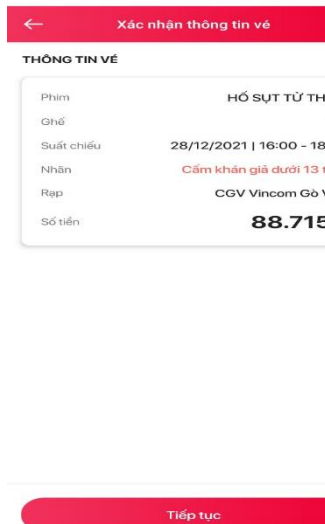 Xác nhận thông tin vé
THÔNG TIN VÉ
Phim HỐ SỤT TỬ TH
Ghế
Suất chiếu 28/12/2021 | 16:00 - 18
Nhãn Cấm khán giả dưới 13 t
Rạp CGV Vincom Gò V
Số tiền 88.715
Tiếp tục